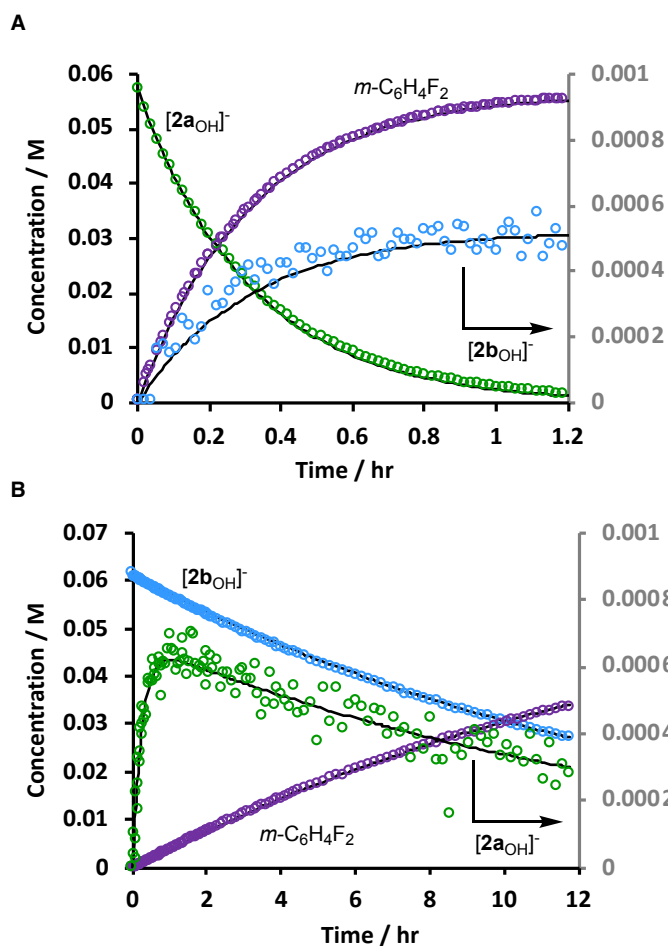 A
0.06
0.05
0.04
0.03
0.02
0.01
0
Concentration / M
[2aOH]-
m-C6H4F2
[2bOH]-
0.001
0.0008
0.0006
0.0004
0.0002
0
0 0.2 0.4 0.6 0.8 1 1.2
Time / hr
B
0.07
0.06
0.05
0.04
0.03
0.02
0.01
0
Concentration / M
[2bOH]-
m-C6H4F2
[2aOH]-
0.001
0.0008
0.0006
0.0004
0.0002
0
0 2 4 6 8 10 12
Time / hr